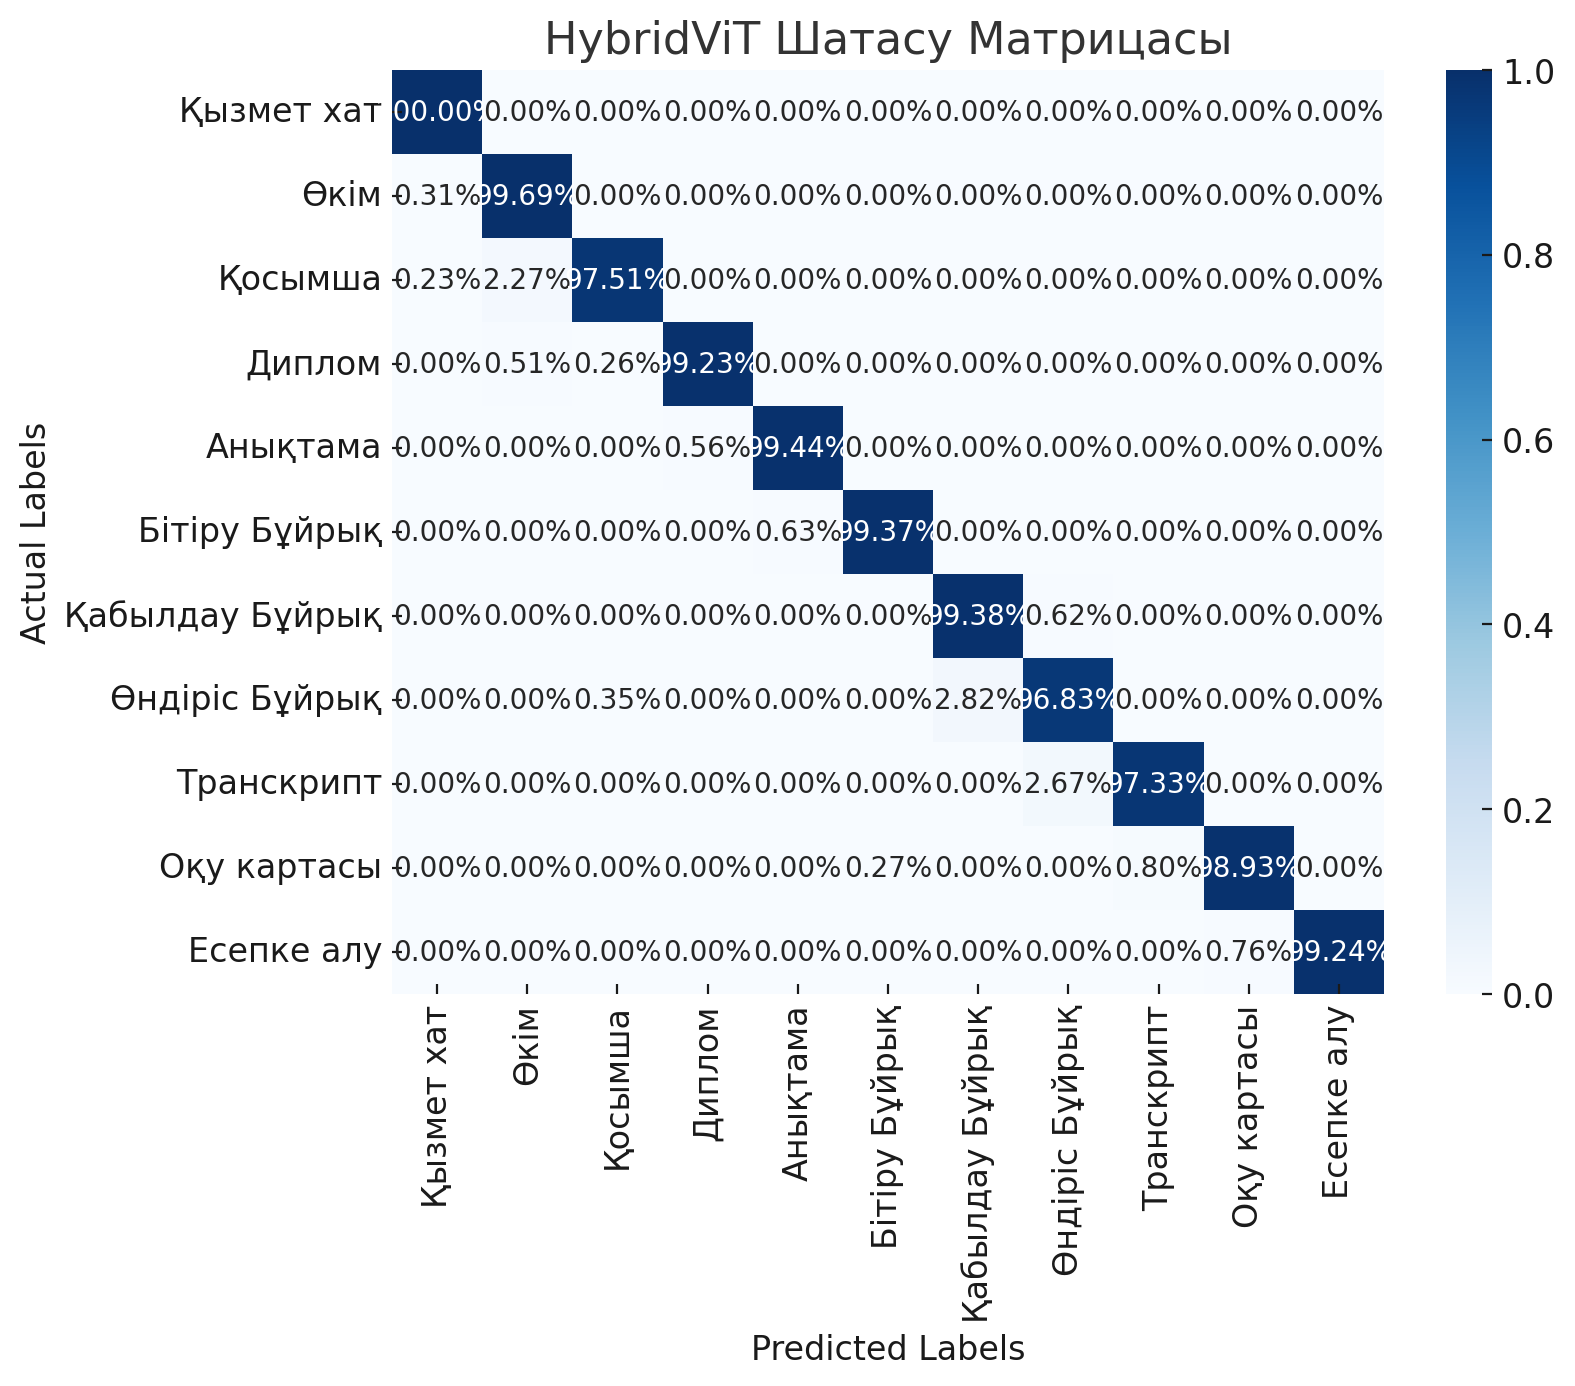 HybridViT Шатасу Матрицасы
Қызмет хат 00.00% 0.00% 0.00% 0.00% 0.00% 0.00% 0.00% 0.00% 0.00% 0.00% 0.00%
Өкім 0.31% 99.69% 0.00% 0.00% 0.00% 0.00% 0.00% 0.00% 0.00% 0.00% 0.00%
Қосымша 0.23% 2.27% 97.51% 0.00% 0.00% 0.00% 0.00% 0.00% 0.00% 0.00% 0.00%
Диплом 0.00% 0.51% 0.26% 99.23% 0.00% 0.00% 0.00% 0.00% 0.00% 0.00% 0.00%
Анықтама 0.00% 0.00% 0.00% 0.56% 99.44% 0.00% 0.00% 0.00% 0.00% 0.00% 0.00%
Бітіру Бұйрық 0.00% 0.00% 0.00% 0.00% 0.63% 99.37% 0.00% 0.00% 0.00% 0.00% 0.00%
Қабылдау Бұйрық 0.00% 0.00% 0.00% 0.00% 0.00% 0.00% 99.38% 0.62% 0.00% 0.00% 0.00%
Өндіріс Бұйрық 0.00% 0.00% 0.35% 0.00% 0.00% 0.00% 2.82% 96.83% 0.00% 0.00% 0.00%
Транскрипт 0.00% 0.00% 0.00% 0.00% 0.00% 0.00% 0.00% 2.67% 97.33% 0.00% 0.00%
Оқу картасы 0.00% 0.00% 0.00% 0.00% 0.00% 0.27% 0.00% 0.00% 0.80% 98.93% 0.00%
Есепке алу 0.00% 0.00% 0.00% 0.00% 0.00% 0.00% 0.00% 0.00% 0.00% 0.76% 99.24%
Actual Labels
Қызмет хат
Өкім
Қосымша
Диплом
Анықтама
Бітіру Бұйрық
Қабылдау Бұйрық
Өндіріс Бұйрық
Транскрипт
Оқу картасы
Есепке алу
Predicted Labels
1.0
0.8
0.6
0.4
0.2
0.0